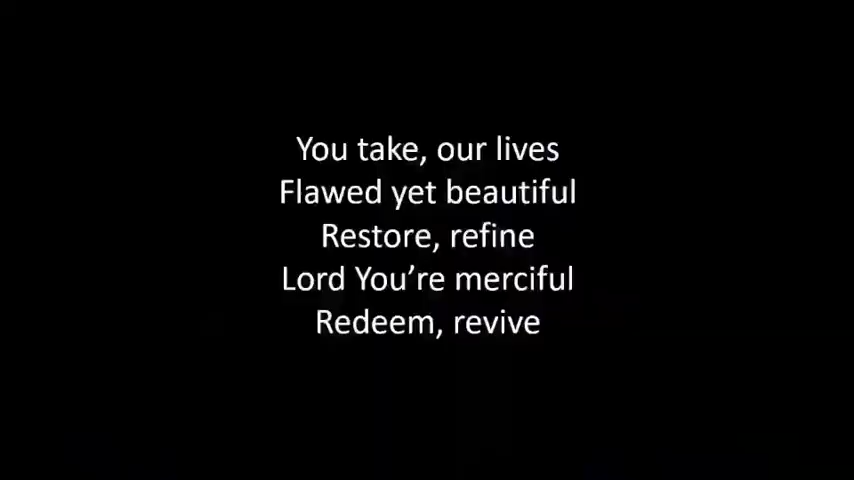 You take, our lives
Flawed yet beautiful
Restore, refine
Lord You’re merciful
Redeem, revive